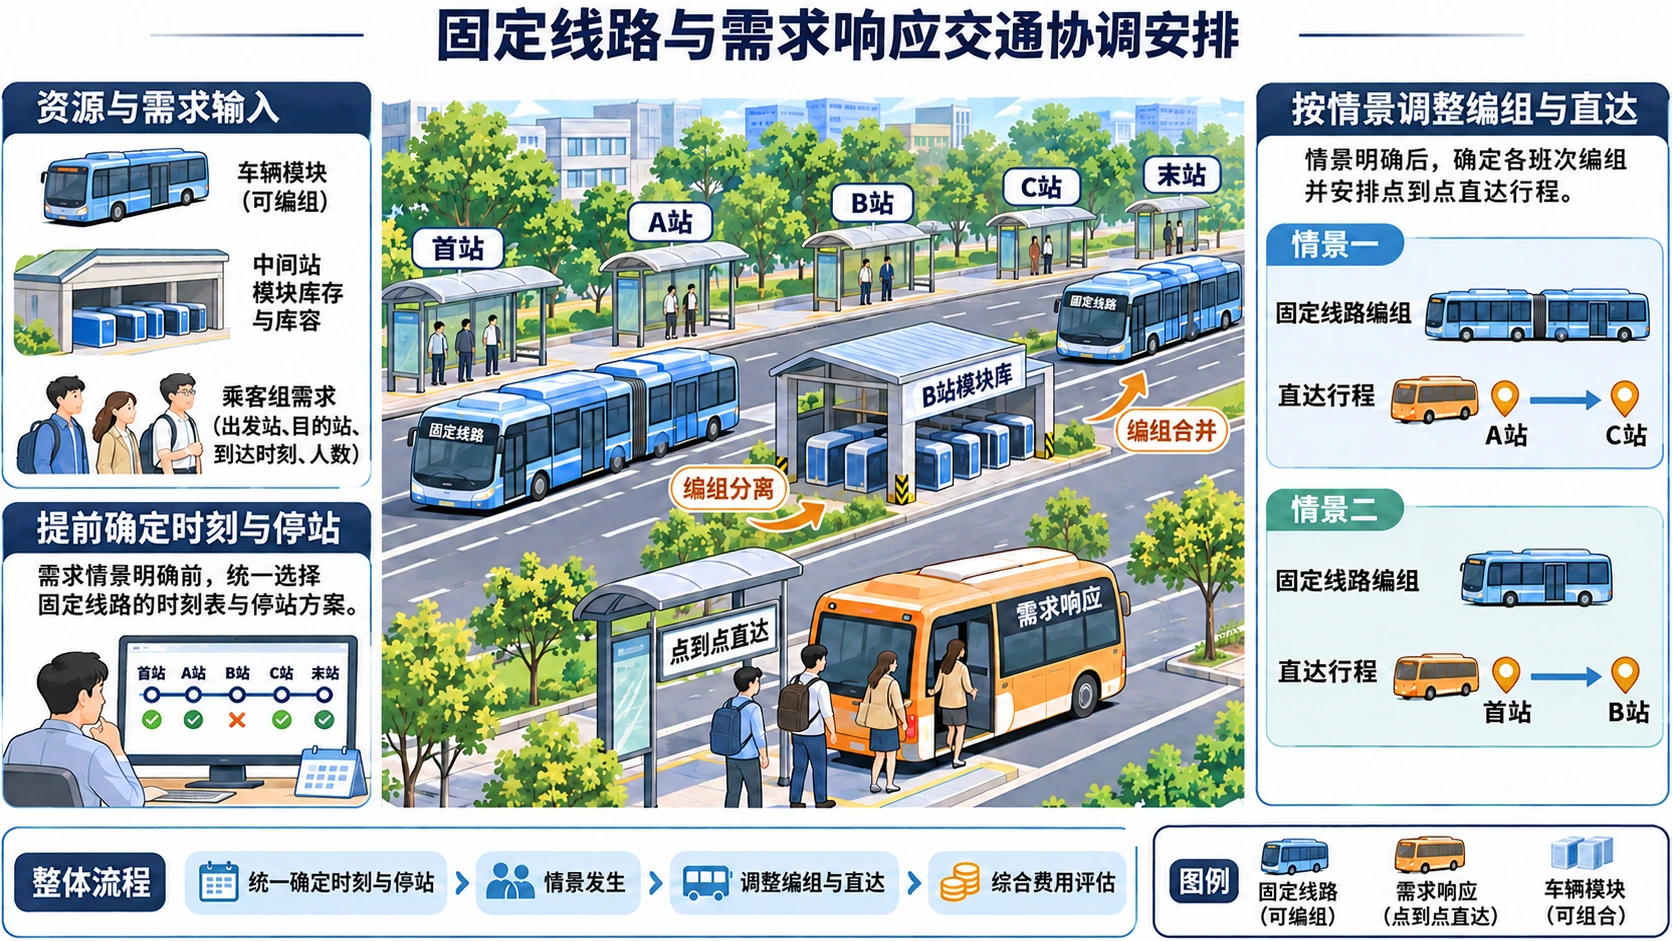 固定线路与需求响应交通协调安排
资源与需求输入
车辆模块
（可编组）
中间站
模块库存
与库容
乘客组需求
（出发站、目的站、
到达时刻、人数）
提前确定时刻与停站
需求情景明确前，统一选择
固定线路的时刻表与停站方案。
首站 A站 B站 C站 末站
首站
A站
B站
C站
末站
固定线路
固定线路
B站模块库
编组分离
编组合并
点到点直达
需求响应
按情景调整编组与直达
情景明确后，确定各班次编组
并安排点到点直达行程。
情景一
固定线路编组
直达行程
A站 C站
情景二
固定线路编组
直达行程
首站 B站
整体流程
统一确定时刻与停站
情景发生
调整编组与直达
综合费用评估
图例
固定线路
（可编组）
需求响应
（点到点直达）
车辆模块
（可组合）